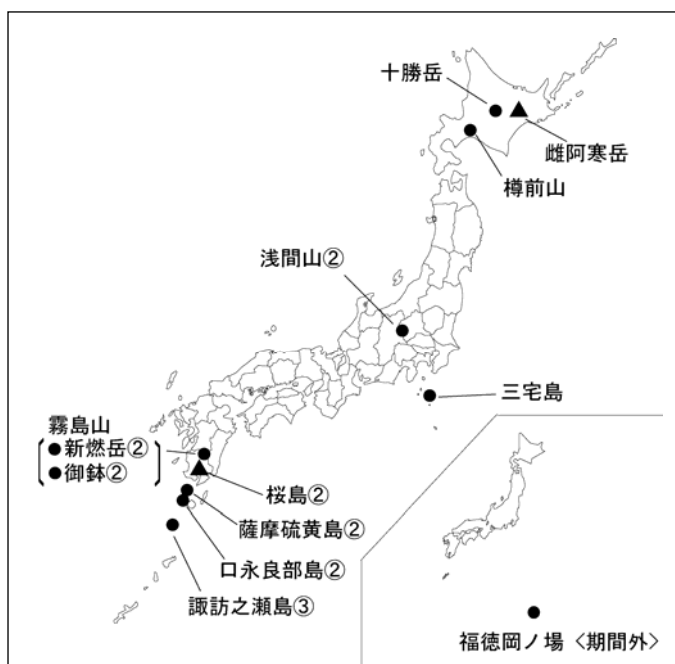 十勝岳
雌阿寒岳
樽前山
浅間山②
三宅島
霧島山
●新燃岳②
●御鉢②
桜島②
薩摩硫黄島②
口永良部島②
諏訪之瀬島③
福徳岡ノ場〈期間外〉